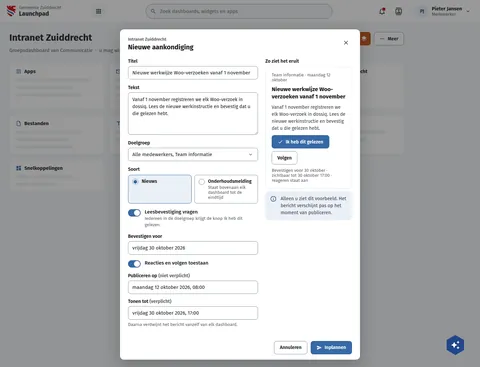 Gemeente Zuiddrecht
Launchpad
Zoek dashboards, widgets en apps
Pieter Jansen
Medewerker
Intranet Zuiddrecht
Meer
Apps
Bestanden
Snelkoppelingen
Intranet Zuiddrecht
Nieuwe aankondiging
Titel
Nieuwe werkwijze Woo-verzoeken vanaf 1 november
Tekst
Vanaf 1 november registreren we elk Woo-verzoek in
dossiq. Lees de nieuwe werkinstructie en bevestig dat u
die gelezen hebt.
Doelgroep
Alle medewerkers, Team Informatie
Soort
Nieuws
Onderhoudsmelding
Staat bovenaan elk
dashboard tot de
eindtijd
Leesbevestiging vragen
Iedereen in de doelgroep krijgt de knop Ik heb dit
gelezen
Bevestigen voor
vrijdag 30 oktober 2026
Reacties en volgen toestaan
Publiceren op (niet verplicht)
maandag 12 oktober 2026, 08:00
Tonen tot (verplicht)
vrijdag 30 oktober 2026, 17:00
Daarna verdwijnt het bericht vanzelf van elk dashboard.
Zo ziet het eruit
Team Informatie · maandag 12
oktober
Nieuwe werkwijze Woo-
verzoeken vanaf 1 november
Vanaf 1 november registreren
we elk Woo-verzoek in
dossiq. Lees de nieuwe
werkinstructie en bevestig dat
u die gelezen hebt.
Ik heb dit gelezen
Volgen
Bevestigen voor 30 oktober ·
zichtbaar tot 30 oktober 17:00 ·
reageren staat aan
Alleen u ziet dit voorbeeld. Het
bericht verschijnt pas op het
moment van publiceren.
Annuleren
Inplannen